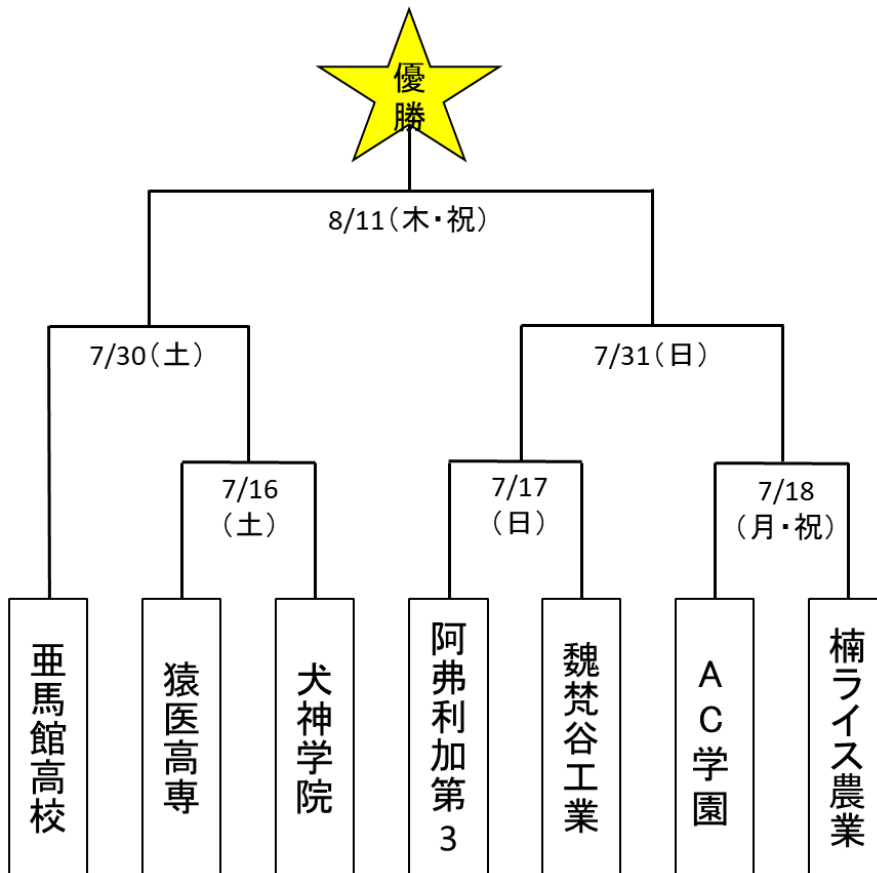 優勝
8/11(木・祝)
7/30(土)
7/31(日)
7/16
(土)
7/17
(日)
7/18
(月・祝)
亜馬館高校
猿医高専
犬神学院
阿弗利加第3
魏梵谷工業
AC学園
楠ライス農業